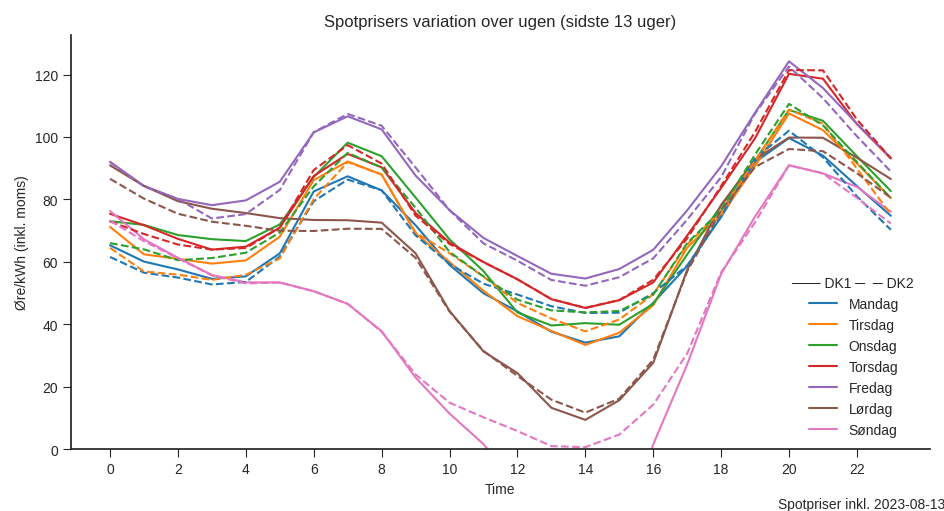 Spotprisers variation over ugen (sidste 13 uger)
Øre/kWh (inkl. moms)
120
100
80
60
40
20
0
0 2 4 6 8 10 12 14 16 18 20 22
Time
DK1 DK2
Mandag
Tirsdag
Onsdag
Torsdag
Fredag
Lørdag
Søndag
Spotpriser inkl. 2023-08-13